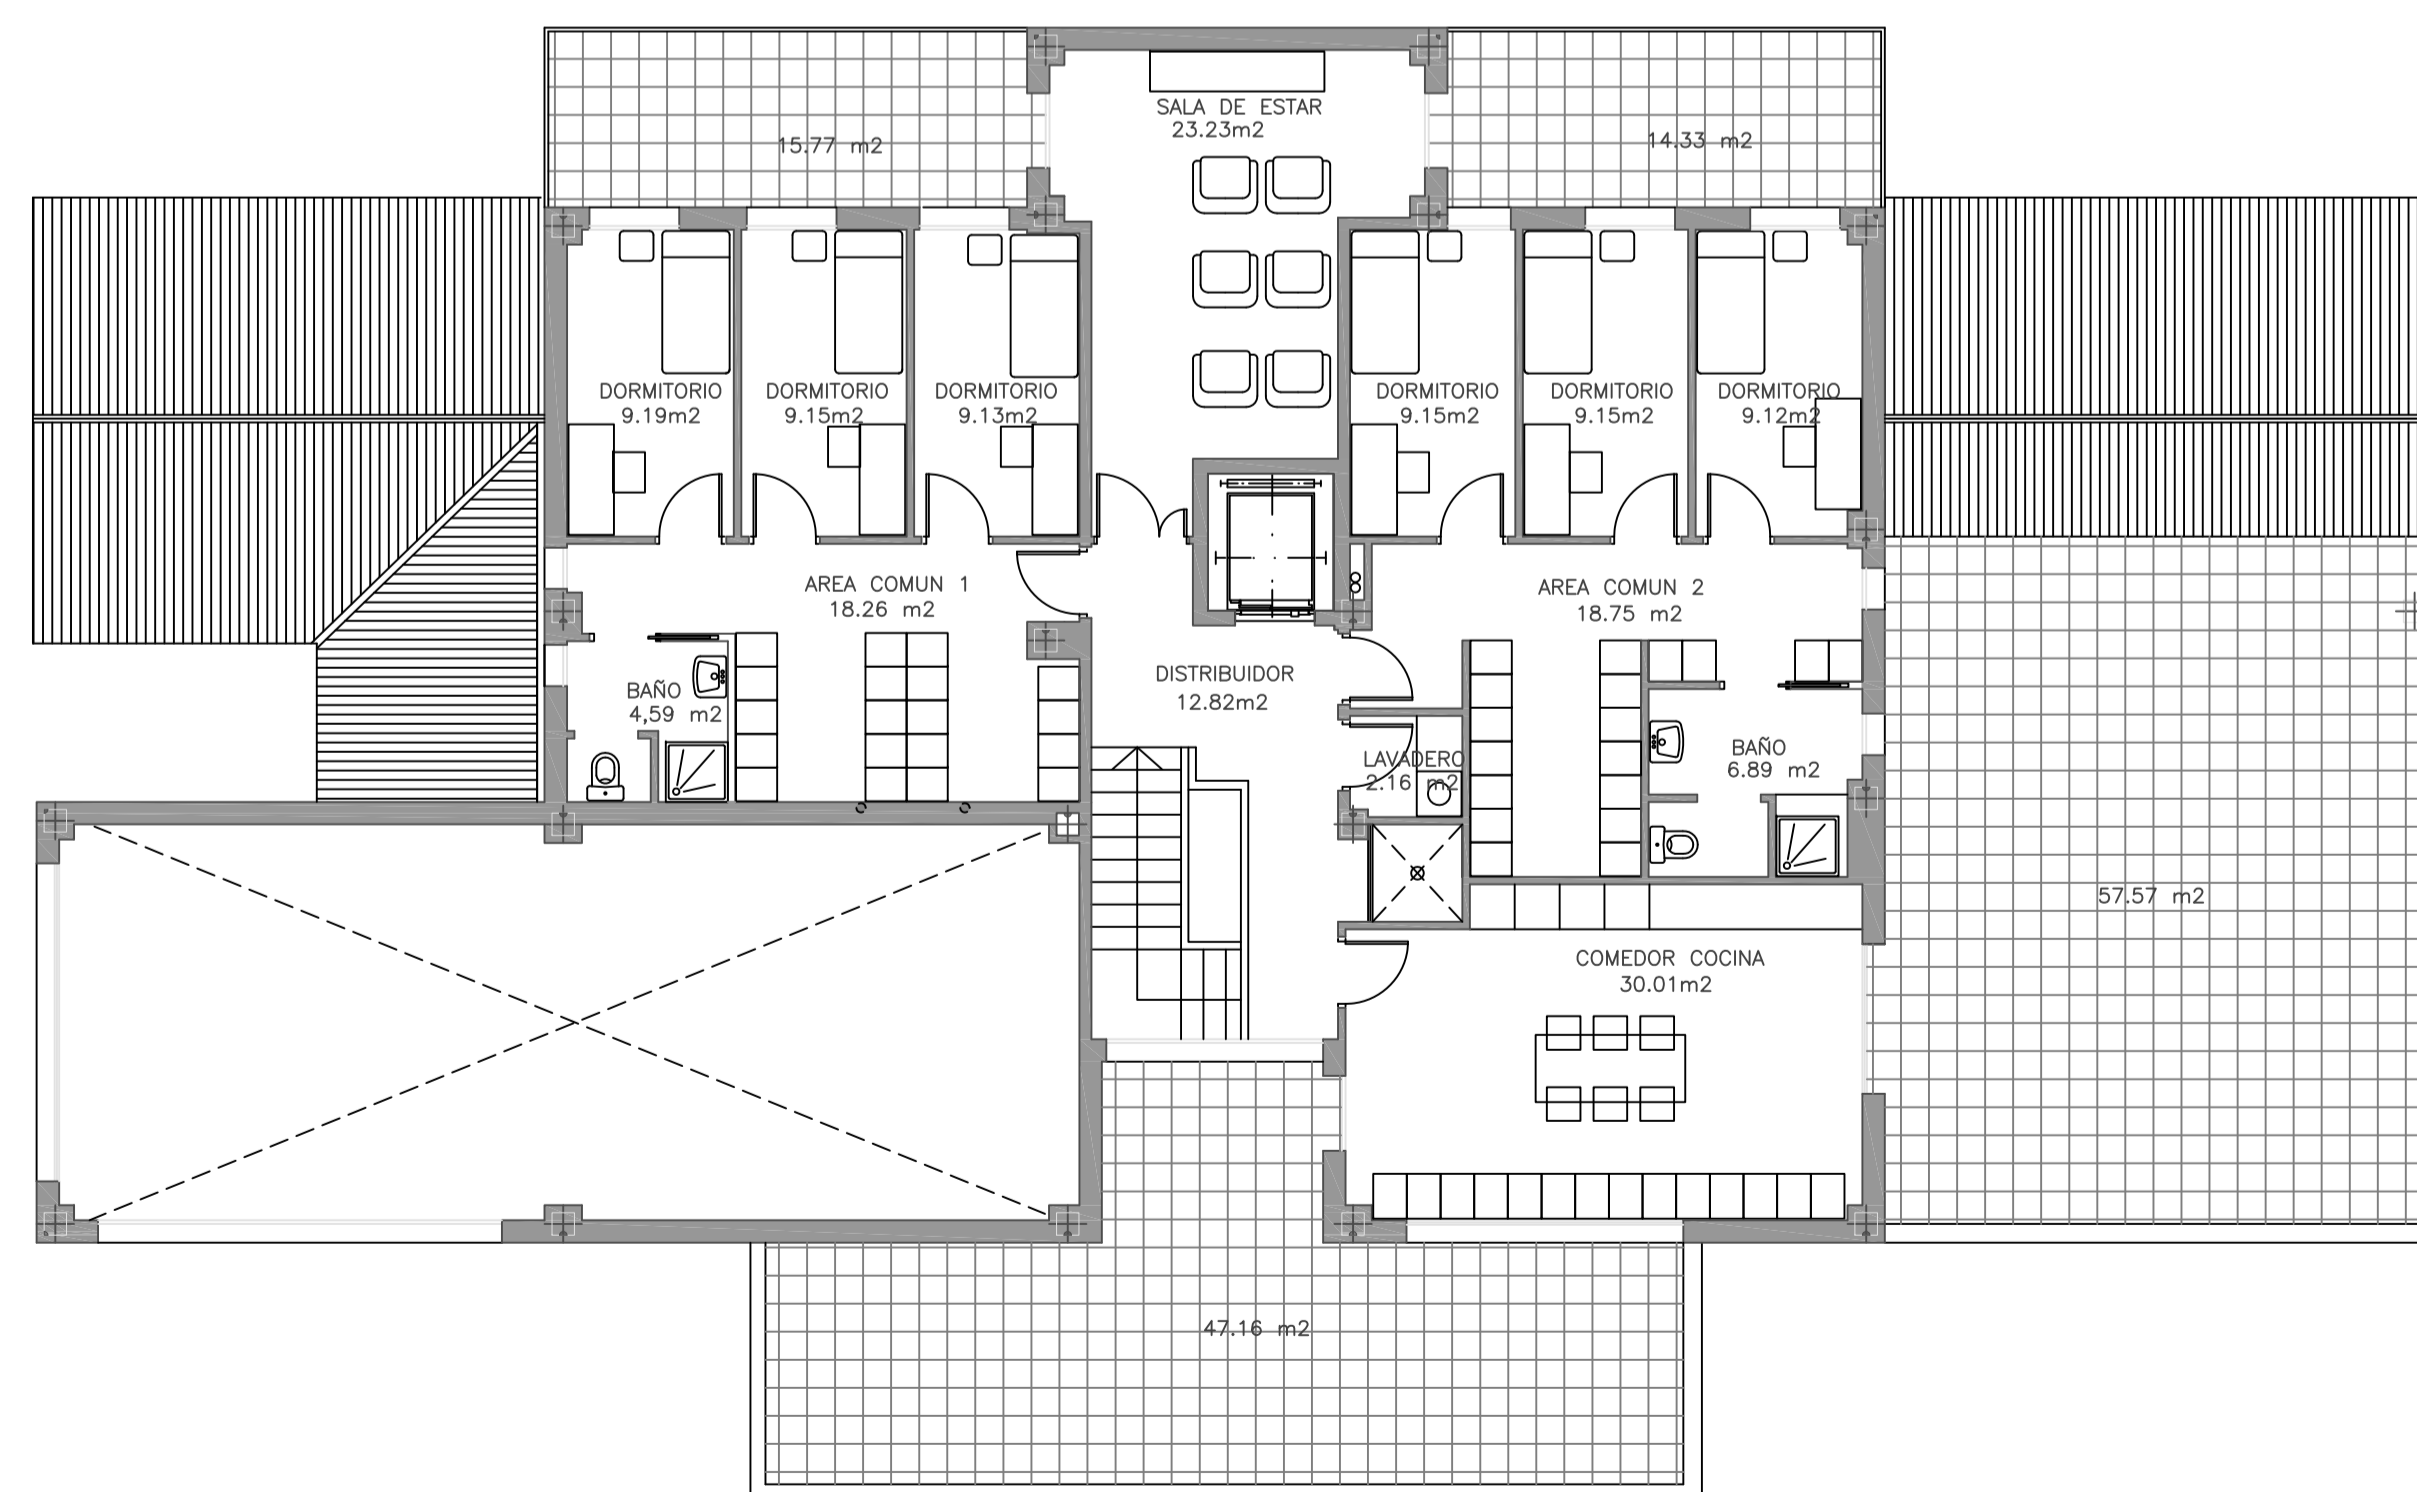 SALA DE ESTAR
23.23m2
15.77 m2
14.33 m2
DORMITORIO
9.19m2
DORMITORIO
9.15m2
DORMITORIO
9.13m2
DORMITORIO
9.15m2
DORMITORIO
9.15m2
DORMITORIO
9.12m2
AREA COMUN 1
18.26 m2
AREA COMUN 2
18.75 m2
DISTRIBUIDOR
12.82m2
BAÑO
4,59 m2
LAVADERO
2.16 m2
BAÑO
6.89 m2
57.57 m2
COMEDOR COCINA
30.01m2
47.16 m2